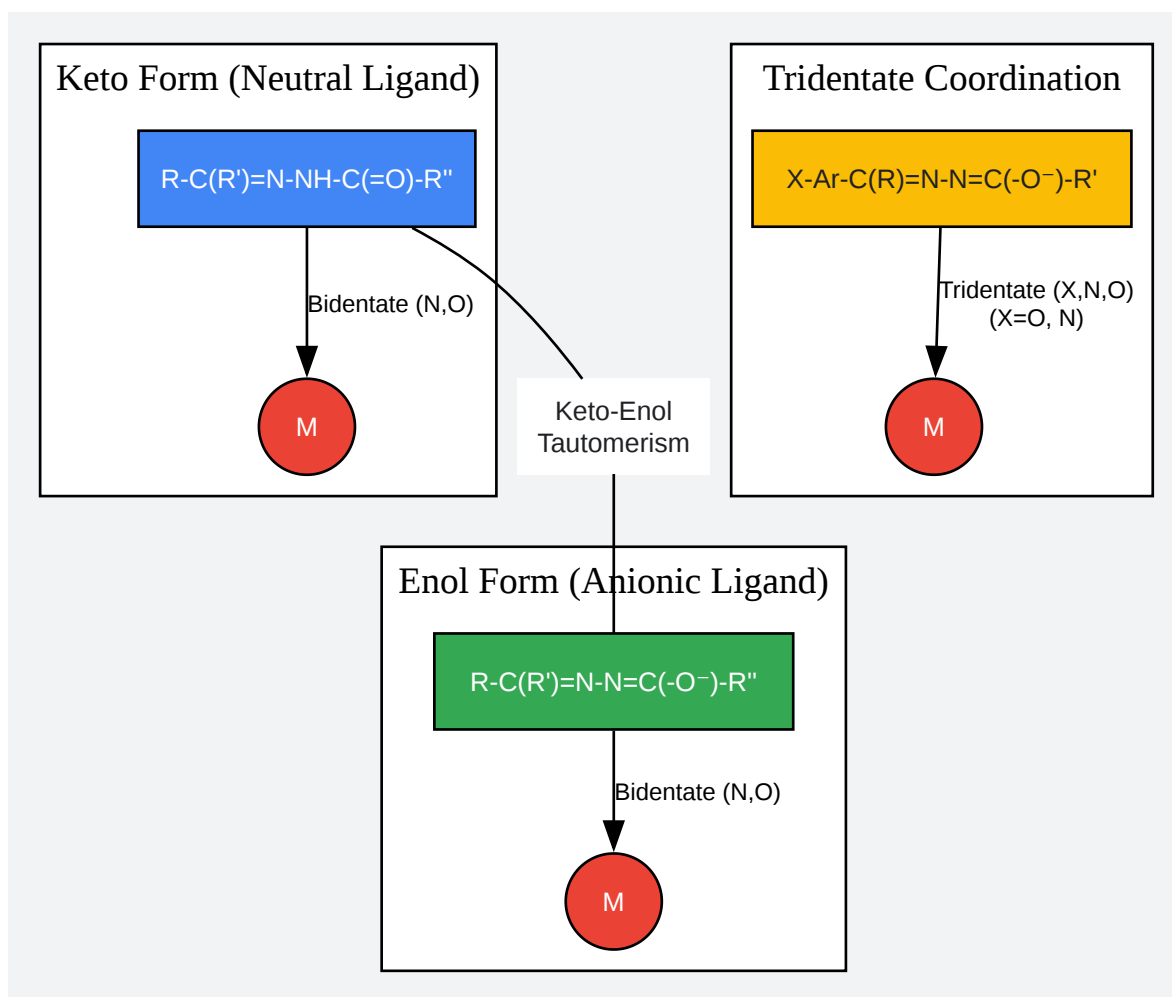 Keto Form (Neutral Ligand)
R-C(R')=N-NH-C(=O)-R"
Bidentate (N,O)
M
Tridentate Coordination
X-Ar-C(R)=N-N=C(-O⁻)-R'
Tridentate (X,N,O)
(X=O, N)
M
Keto-Enol
Tautomerism
Enol Form (Anionic Ligand)
R-C(R')=N-N=C(-O⁻)-R"
Bidentate (N,O)
M